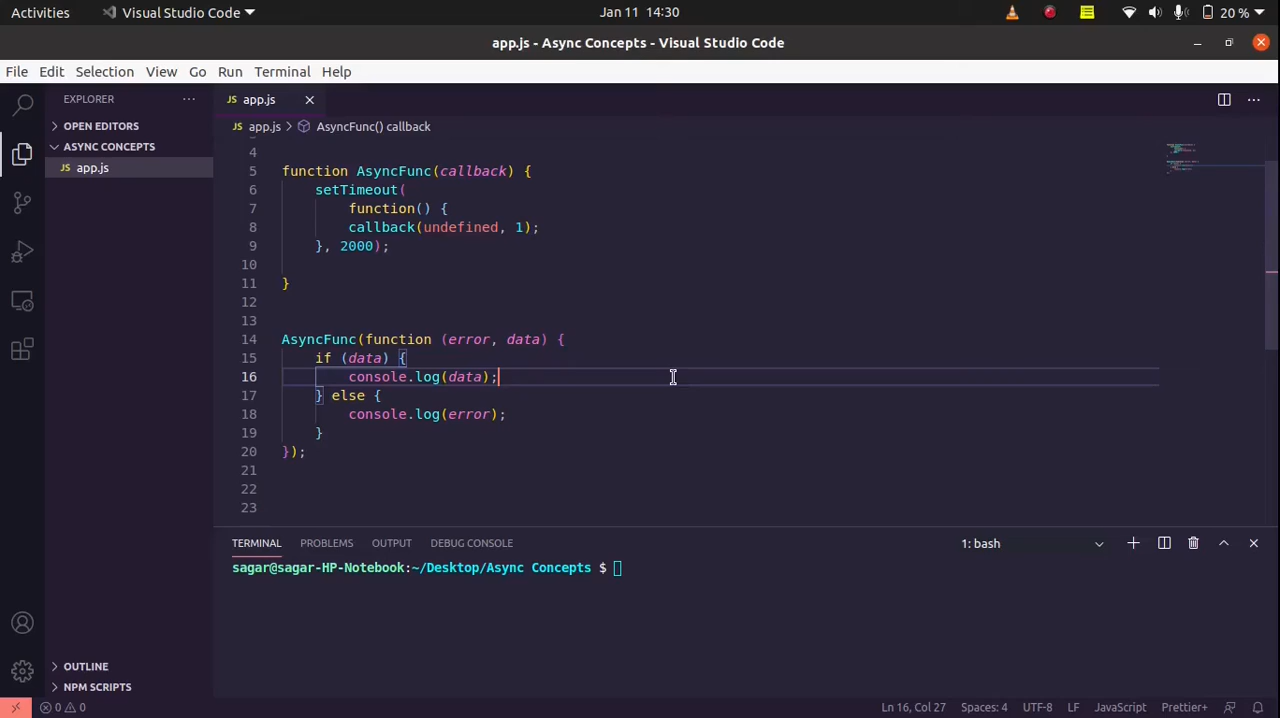 Activities Visual Studio Code Jan 11 14:30 20 %
app.js - Async Concepts - Visual Studio Code
File Edit Selection View Go Run Terminal Help
EXPLORER ··· JS app.js
OPEN EDITORS JS app.js > AsyncFunc() callback
ASYNC CONCEPTS
JS app.js
4
5 function AsyncFunc(callback) {
6 setTimeout(
7 function() {
8 callback(undefined, 1);
9 }, 2000);
10
11 }
12
13
14 AsyncFunc(function (error, data) {
15 if (data) {
16 console.log(data);
17 } else {
18 console.log(error);
19 }
20 });
21
22
23
TERMINAL PROBLEMS OUTPUT DEBUG CONSOLE 1: bash
sagar@sagar-HP-Notebook:~/Desktop/Async Concepts $
OUTLINE
NPM SCRIPTS
0 0 Ln 16, Col 27 Spaces: 4 UTF-8 LF JavaScript Prettier+